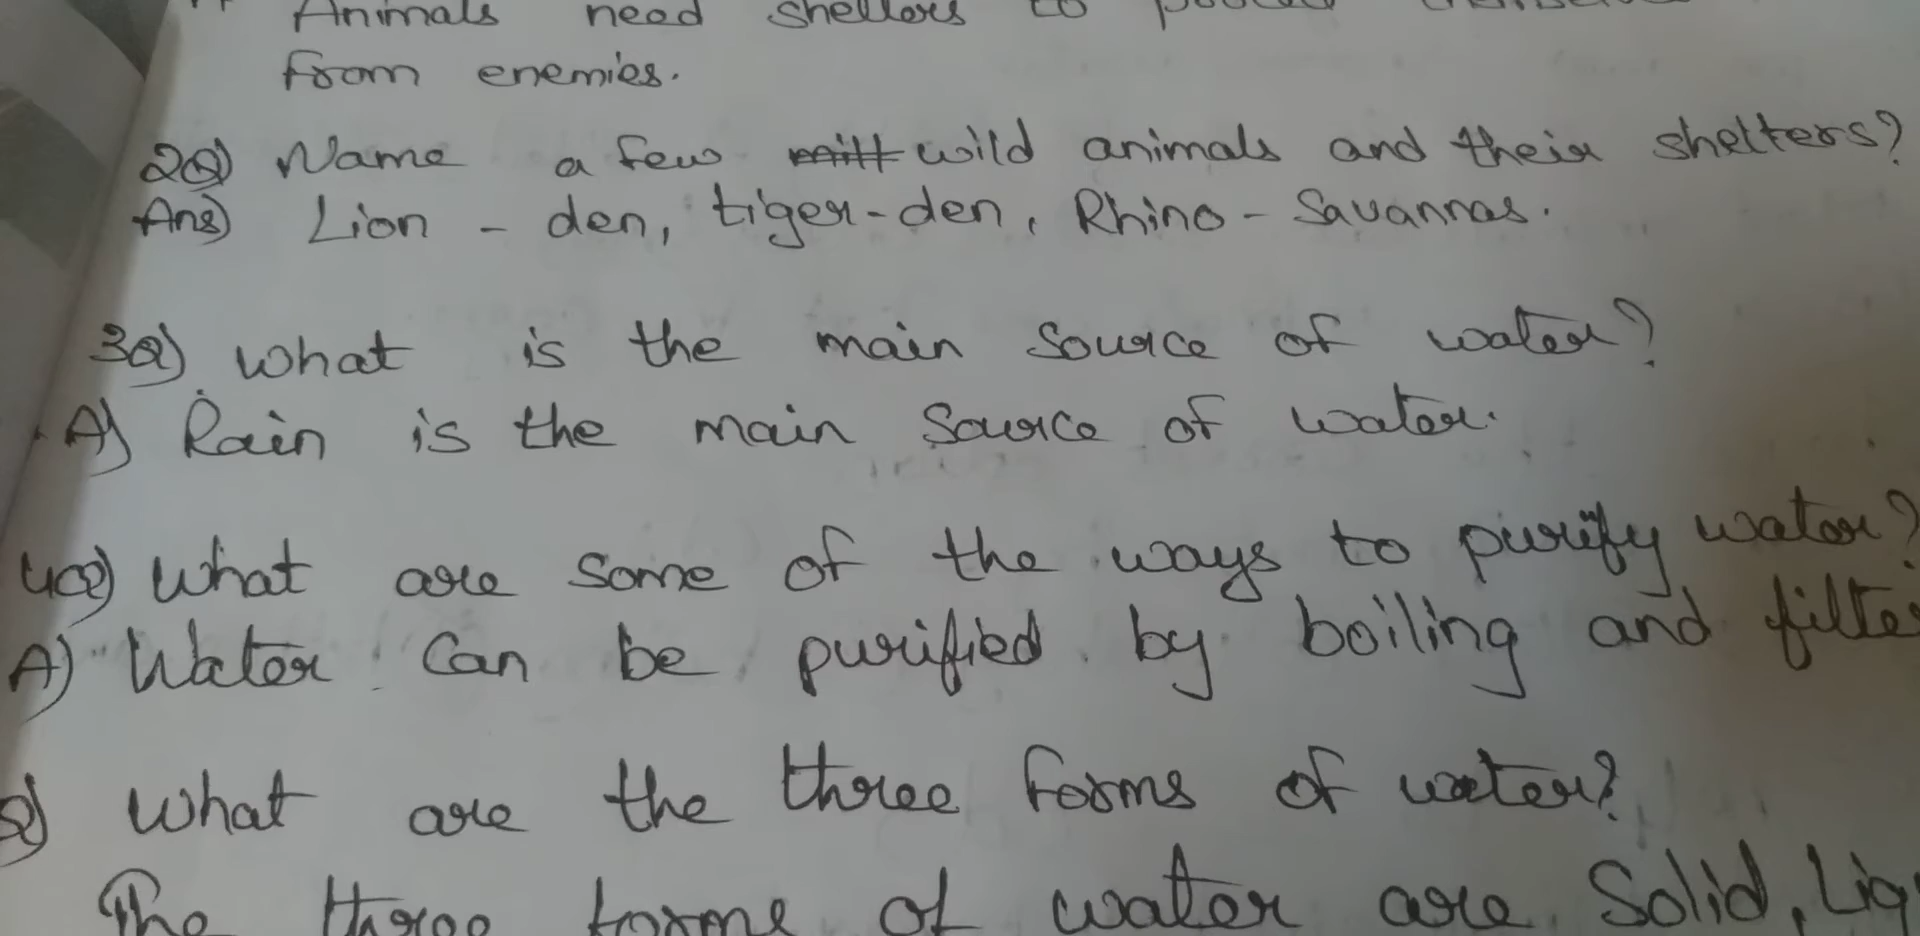 Animals need shelters to
from enemies.
2Q) Name a few wild animals and their shelters?
Ans) Lion - den, tiger-den, Rhino - Savannas.
3Q) What is the main source of water?
A) Rain is the main source of water.
4Q) What are some of the ways to purify water?
A) Water can be purified by boiling and filte
Q) What are the three forms of water?
The three forms of water are Solid, Liq